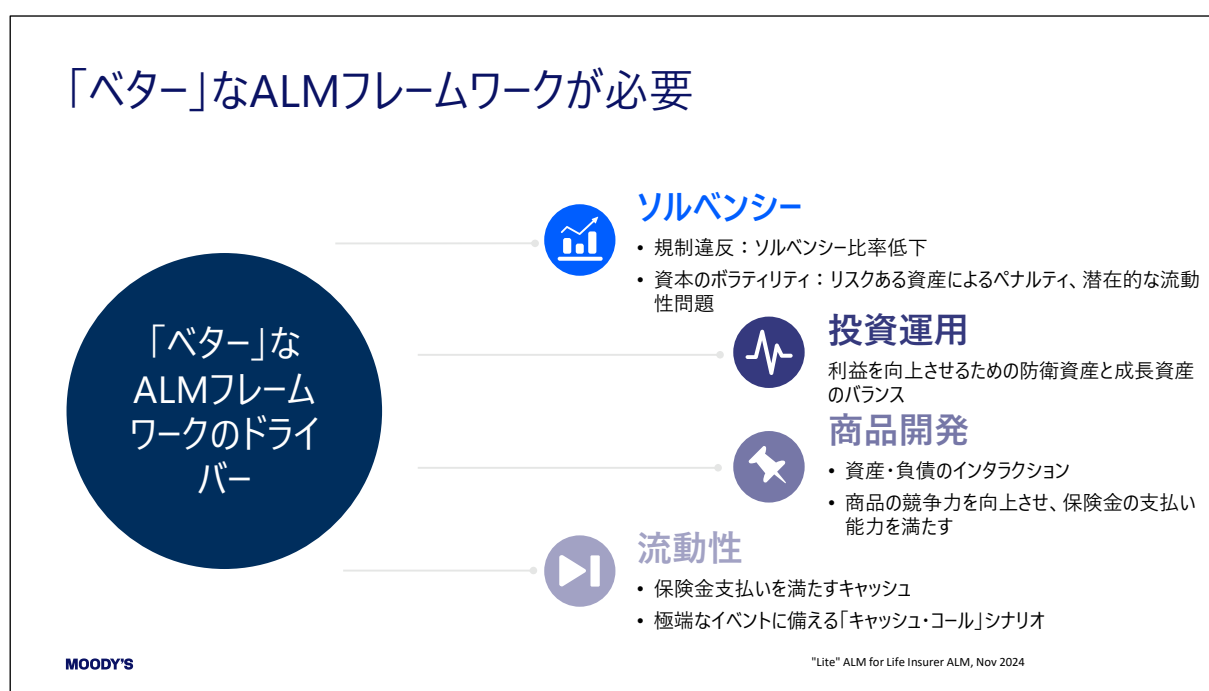 「ベター」なALMフレームワークが必要
「ベター」な
ALMフレーム
ワークのドライ
バー
ソルベンシー
• 規制違反：ソルベンシー比率低下
• 資本のボラティリティ：リスクある資産によるペナルティ、潜在的な流動
性問題
投資運用
利益を向上させるための防衛資産と成長資産
のバランス
商品開発
• 資産・負債のインタラクション
• 商品の競争力を向上させ、保険金の支払い
能力を満たす
流動性
• 保険金支払いを満たすキャッシュ
• 極端なイベントに備える「キャッシュ・コール」シナリオ
MOODY'S
"Lite" ALM for Life Insurer ALM, Nov 2024